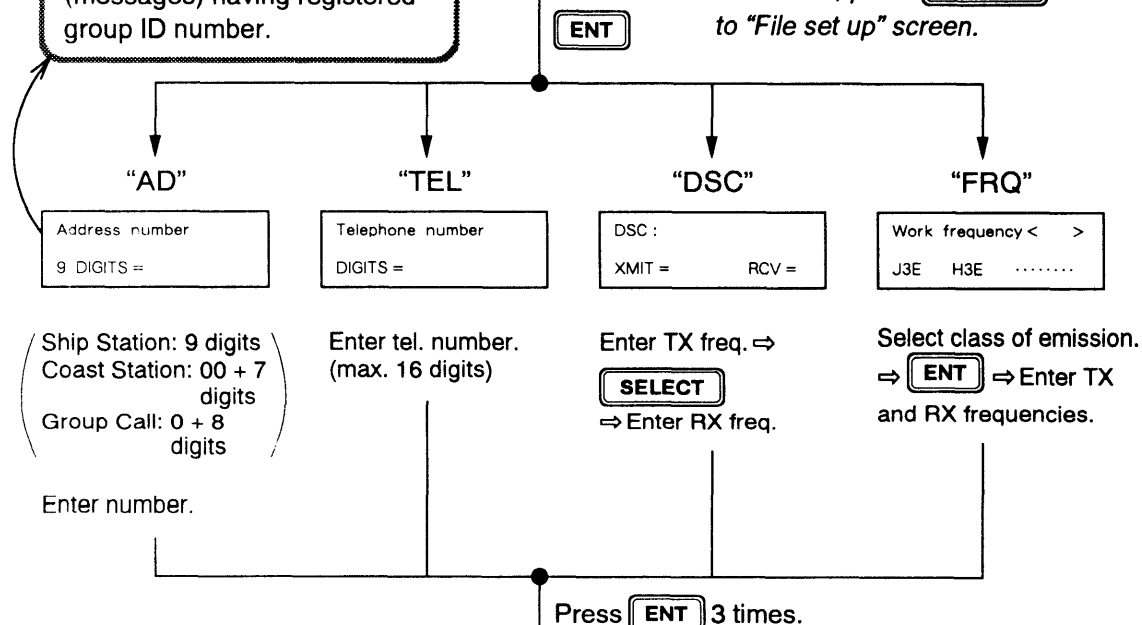 (messages) having registered
group ID number.
ENT
to “File set up” screen.
“AD”
Address number
9 DIGITS =
Ship Station: 9 digits
Coast Station: 00 + 7
digits
Group Call: 0 + 8
digits
Enter number.
“TEL”
Telephone number
DIGITS =
Enter tel. number.
(max. 16 digits)
“DSC”
DSC :
XMIT = RCV =
Enter TX freq. ⇒
SELECT
⇒ Enter RX freq.
“FRQ”
Work frequency < >
J3E H3E ········
Select class of emission.
⇒ ENT ⇒ Enter TX
and RX frequencies.
Press ENT 3 times.